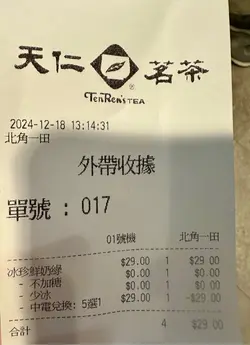 天仁茗茶
TenRen's TEA
2024-12-18 13:14:31
北角一田
外帶收據
單號 : 017
01號機 北角一田
冰珍鮮奶綠 $29.00 1 $29.00
- 不加糖 $0.00 1 $0.00
- 少冰 $0.00 1 $0.00
- 中電兌換: 5選1 $29.00 1 -$29.00
合計 4 $29.00